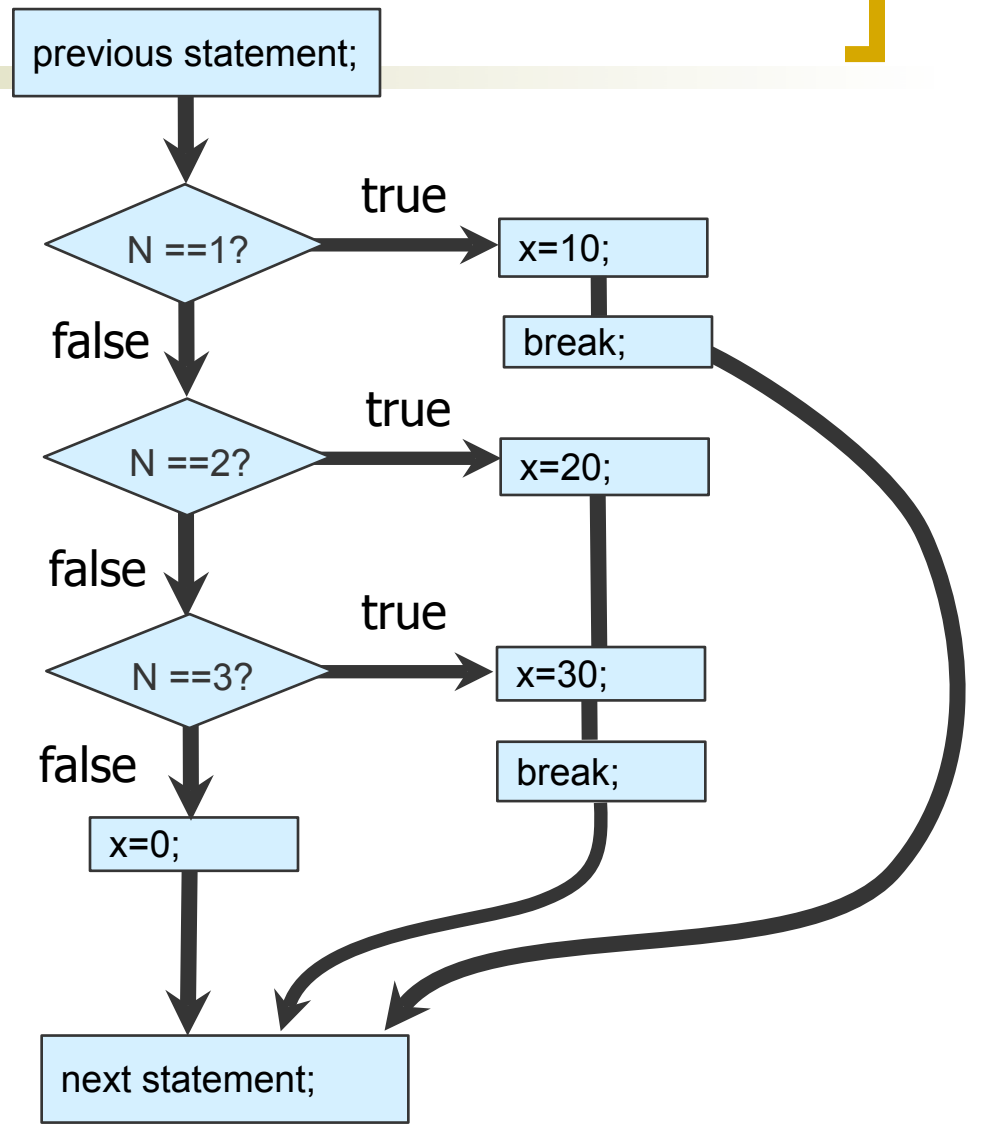 previous statement;
true
N ==1?
x=10;
false
break;
true
N ==2?
x=20;
false
true
N ==3?
x=30;
false
break;
x=0;
next statement;